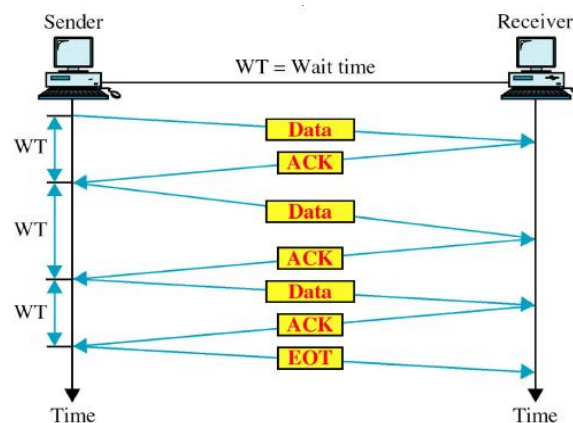 Sender
Receiver
WT = Wait time
Data
WT
ACK
Data
WT
ACK
Data
WT
ACK
EOT
Time
Time